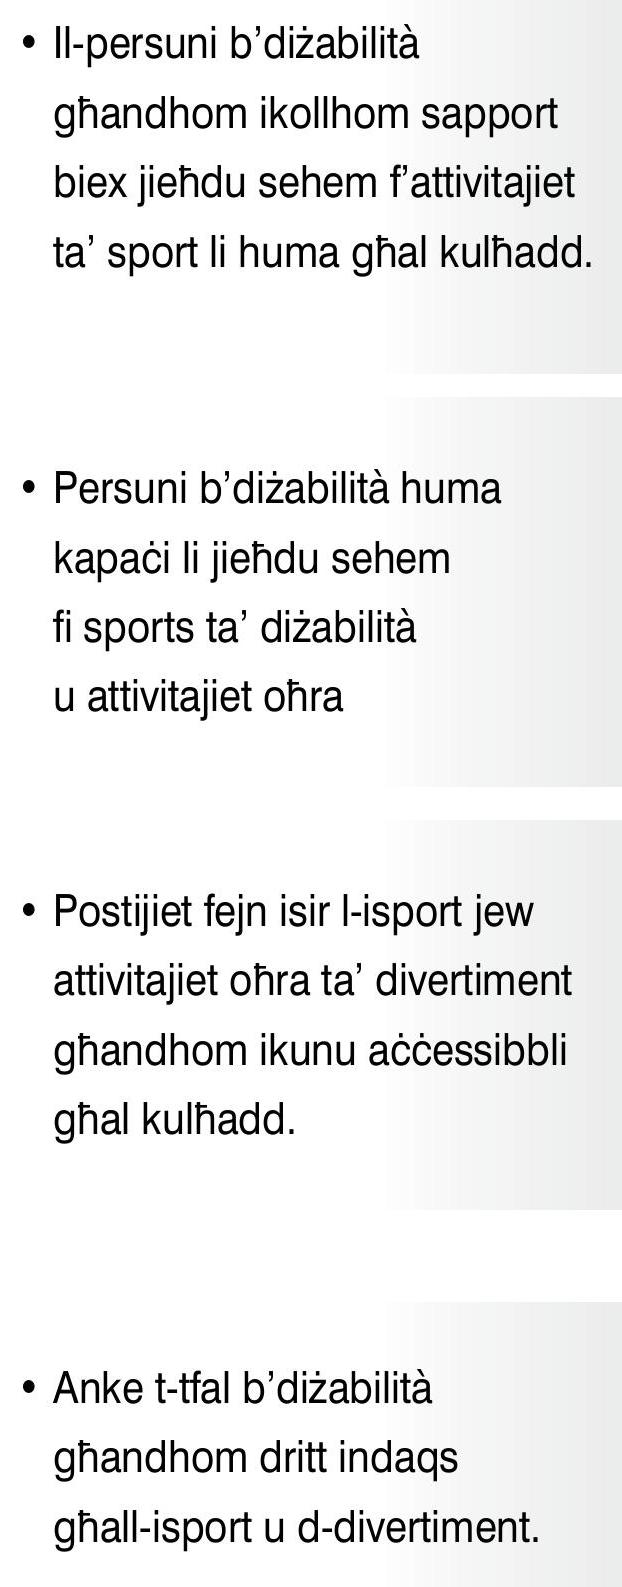 • Il-persuni b’diżabilità
għandhom ikollhom sapport
biex jieħdu sehem f’attivitajiet
ta’ sport li huma għal kulħadd.
• Persuni b’diżabilità huma
kapaċi li jieħdu sehem
fi sports ta’ diżabilità
u attivitajiet oħra
• Postijiet fejn isir l-isport jew
attivitajiet oħra ta’ divertiment
għandhom ikunu aċċessibbli
għal kulħadd.
• Anke t-tfal b’diżabilità
għandhom dritt indaqs
għall-isport u d-divertiment.